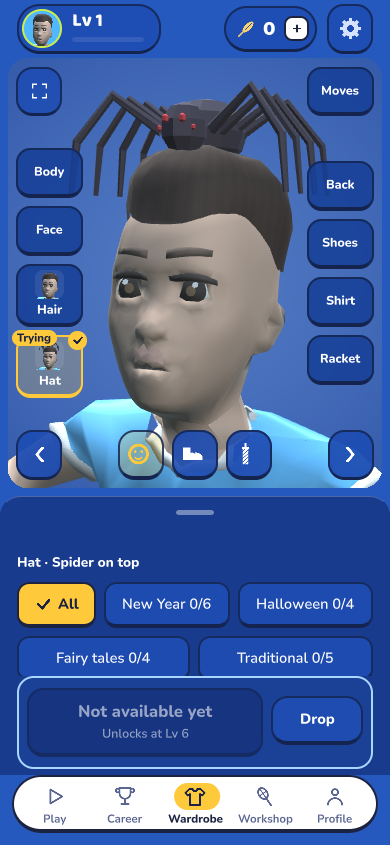 Lv 1
0
+
Moves
Body
Back
Face
Shoes
Hair
Shirt
Trying
Hat
Racket
Hat · Spider on top
All
New Year 0/6
Halloween 0/4
Fairy tales 0/4
Traditional 0/5
Not available yet
Unlocks at Lv 6
Drop
Play
Career
Wardrobe
Workshop
Profile